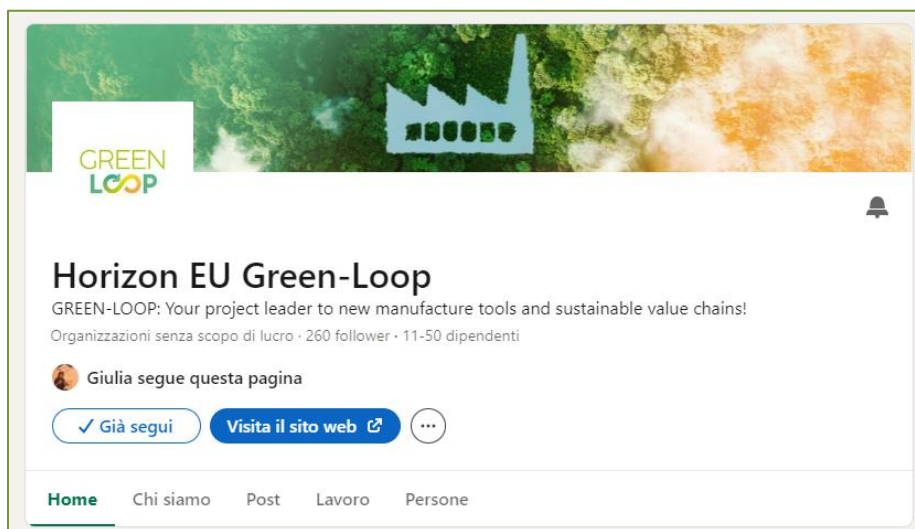 GREEN
LOOP
Horizon EU Green-Loop
GREEN-LOOP: Your project leader to new manufacture tools and sustainable value chains!
Organizzazioni senza scopo di lucro · 260 follower · 11-50 dipendenti
Giulia segue questa pagina
Già segui Visita il sito web
Home Chi siamo Post Lavoro Persone